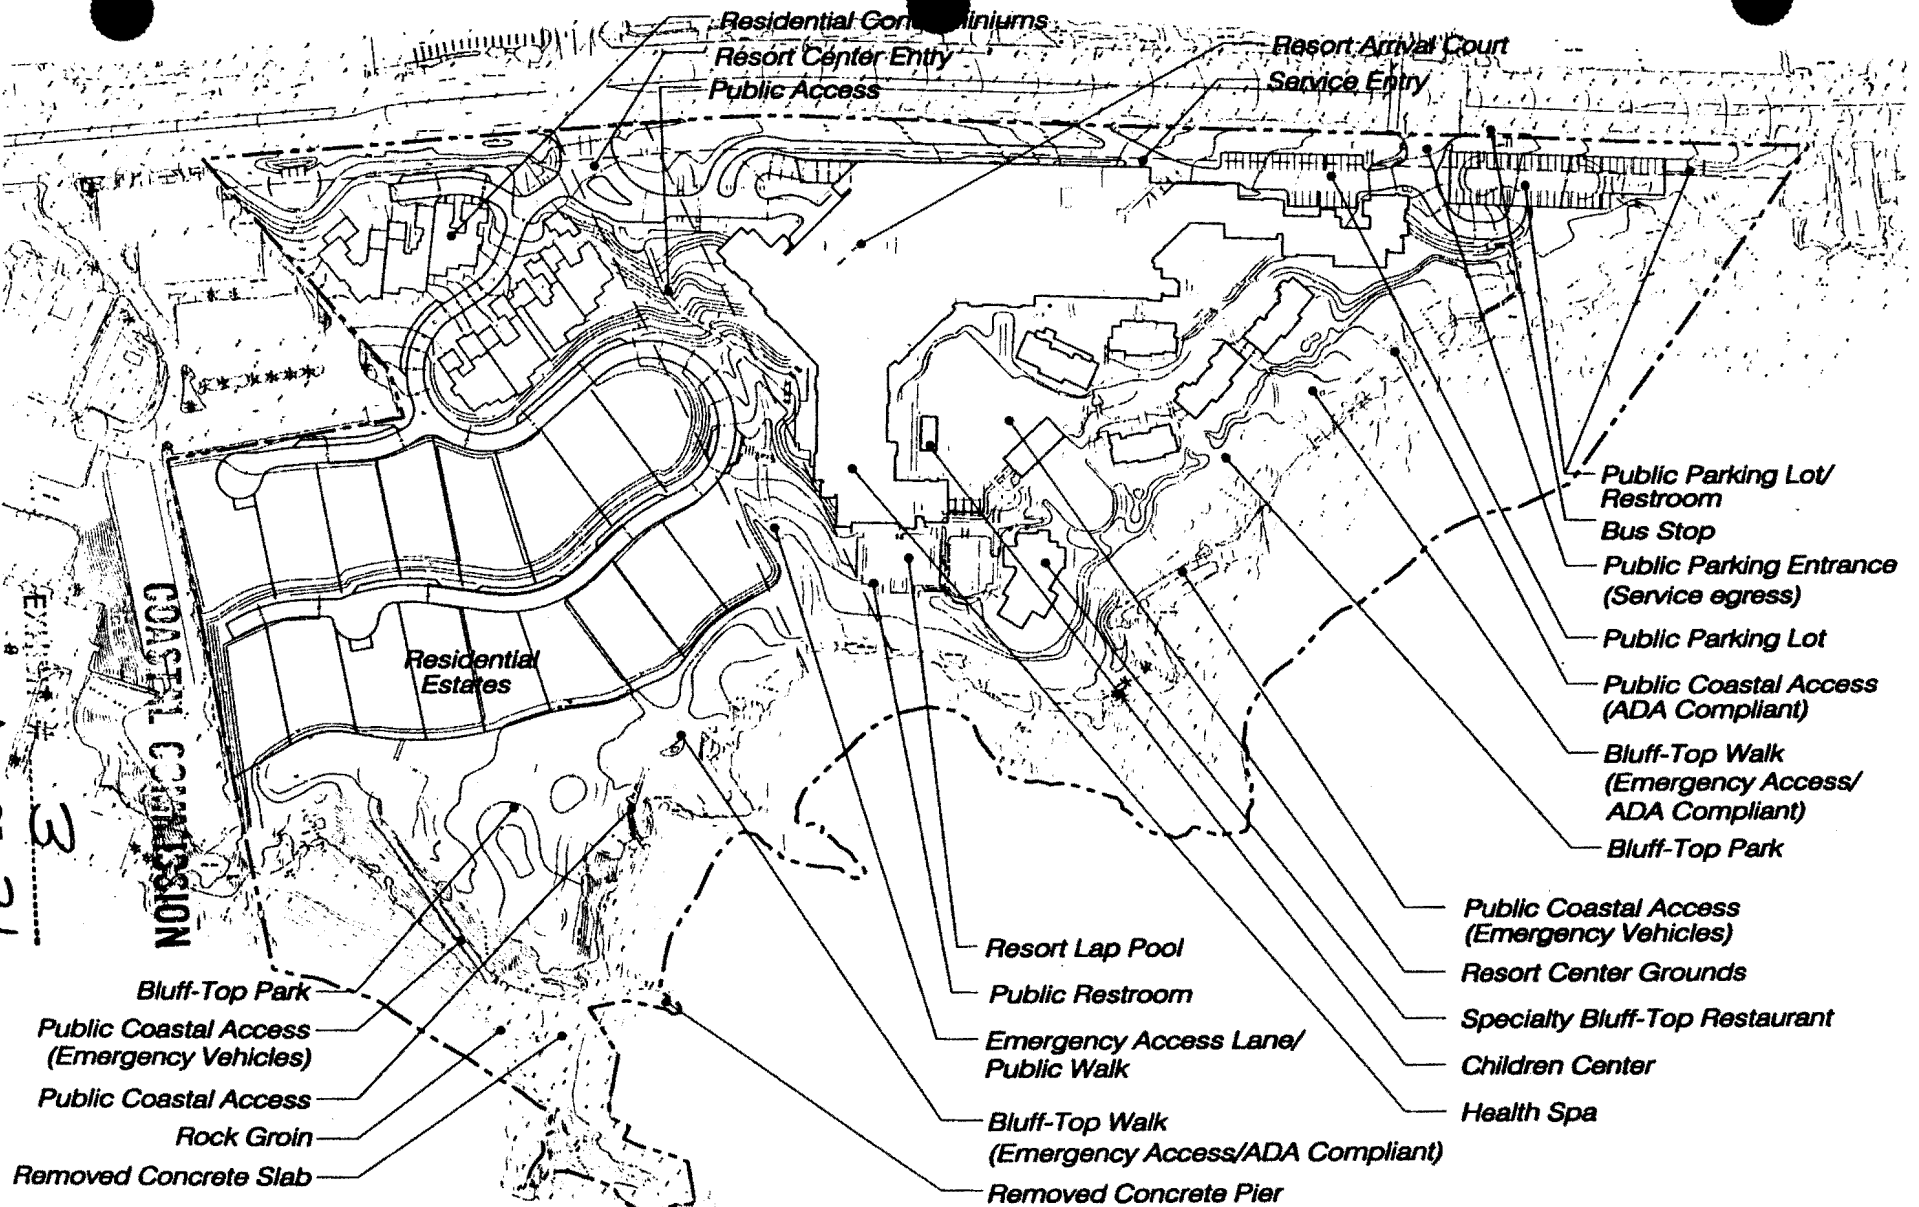 Residential Condominiums
Resort Center Entry
Public Access
Resort Arrival Court
Service Entry
Public Parking Lot/
Restroom
Bus Stop
Public Parking Entrance
(Service egress)
Public Parking Lot
Public Coastal Access
(ADA Compliant)
Bluff-Top Walk
(Emergency Access/
ADA Compliant)
Bluff-Top Park
Public Coastal Access
(Emergency Vehicles)
Resort Center Grounds
Specialty Bluff-Top Restaurant
Children Center
Health Spa
Residential
Estates
Resort Lap Pool
Public Restroom
Emergency Access Lane/
Public Walk
Bluff-Top Walk
(Emergency Access/ADA Compliant)
Removed Concrete Pier
Bluff-Top Park
Public Coastal Access
(Emergency Vehicles)
Public Coastal Access
Rock Groin
Removed Concrete Slab
COASTAL COMMISSION
3